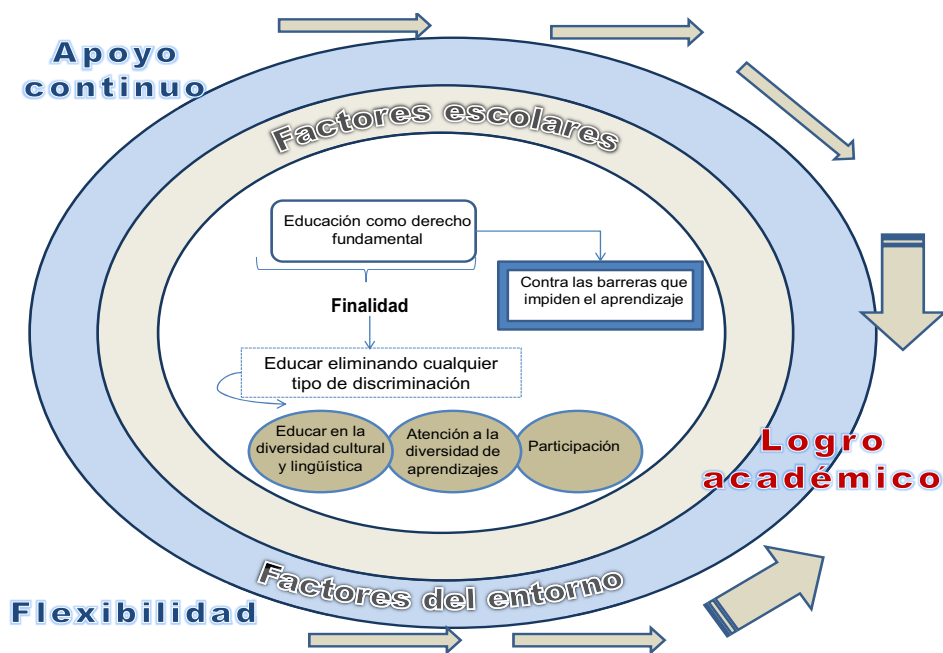 Apoyo
continuo
Factores escolares
Educación como derecho
fundamental
Contra las barreras que
impiden el aprendizaje
Finalidad
Educar eliminando cualquier
tipo de discriminación
Educar en la
diversidad cultural
y lingüística
Atención a la
diversidad de
aprendizajes
Participación
Logro
académico
Factores del entorno
Flexibilidad